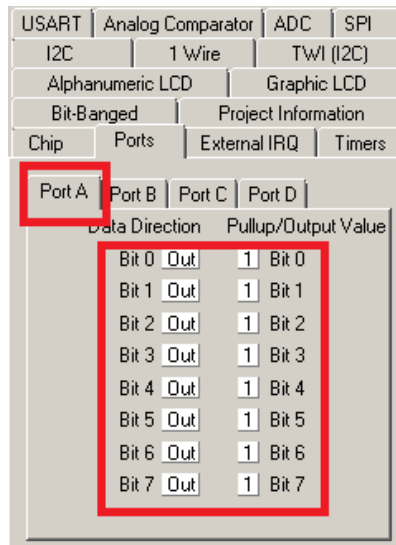 USART Analog Comparator ADC SPI
I2C 1 Wire TWI (I2C)
Alphanumeric LCD Graphic LCD
Bit-Banged Project Information
Chip Ports External IRQ Timers
Port A Port B Port C Port D
Data Direction Pullup/Output Value
Bit 0 Out 1 Bit 0
Bit 1 Out 1 Bit 1
Bit 2 Out 1 Bit 2
Bit 3 Out 1 Bit 3
Bit 4 Out 1 Bit 4
Bit 5 Out 1 Bit 5
Bit 6 Out 1 Bit 6
Bit 7 Out 1 Bit 7